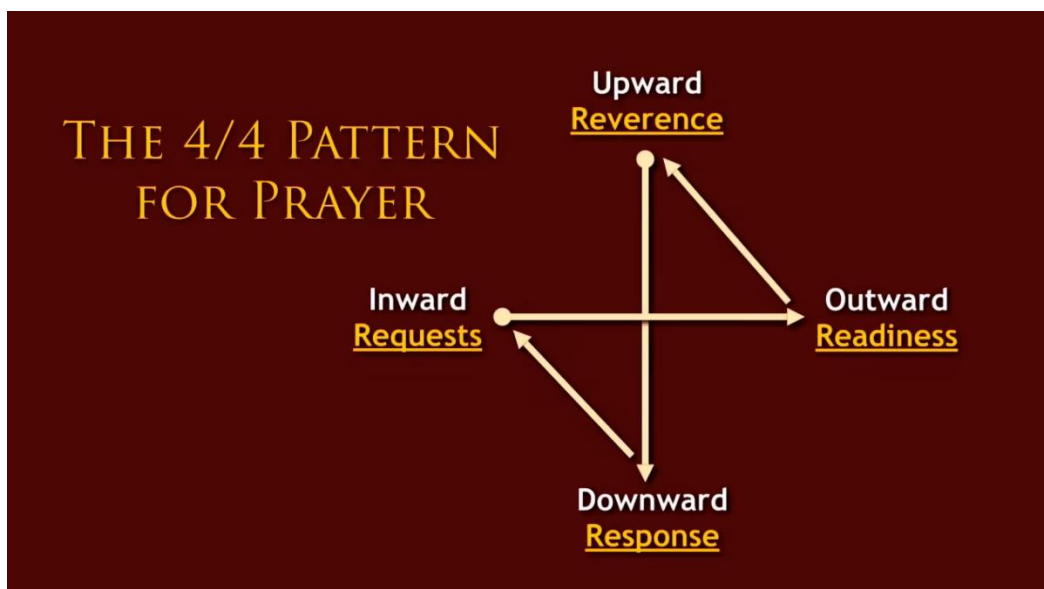 THE 4/4 PATTERN
FOR PRAYER
Upward
Reverence
Inward
Requests
Outward
Readiness
Downward
Response